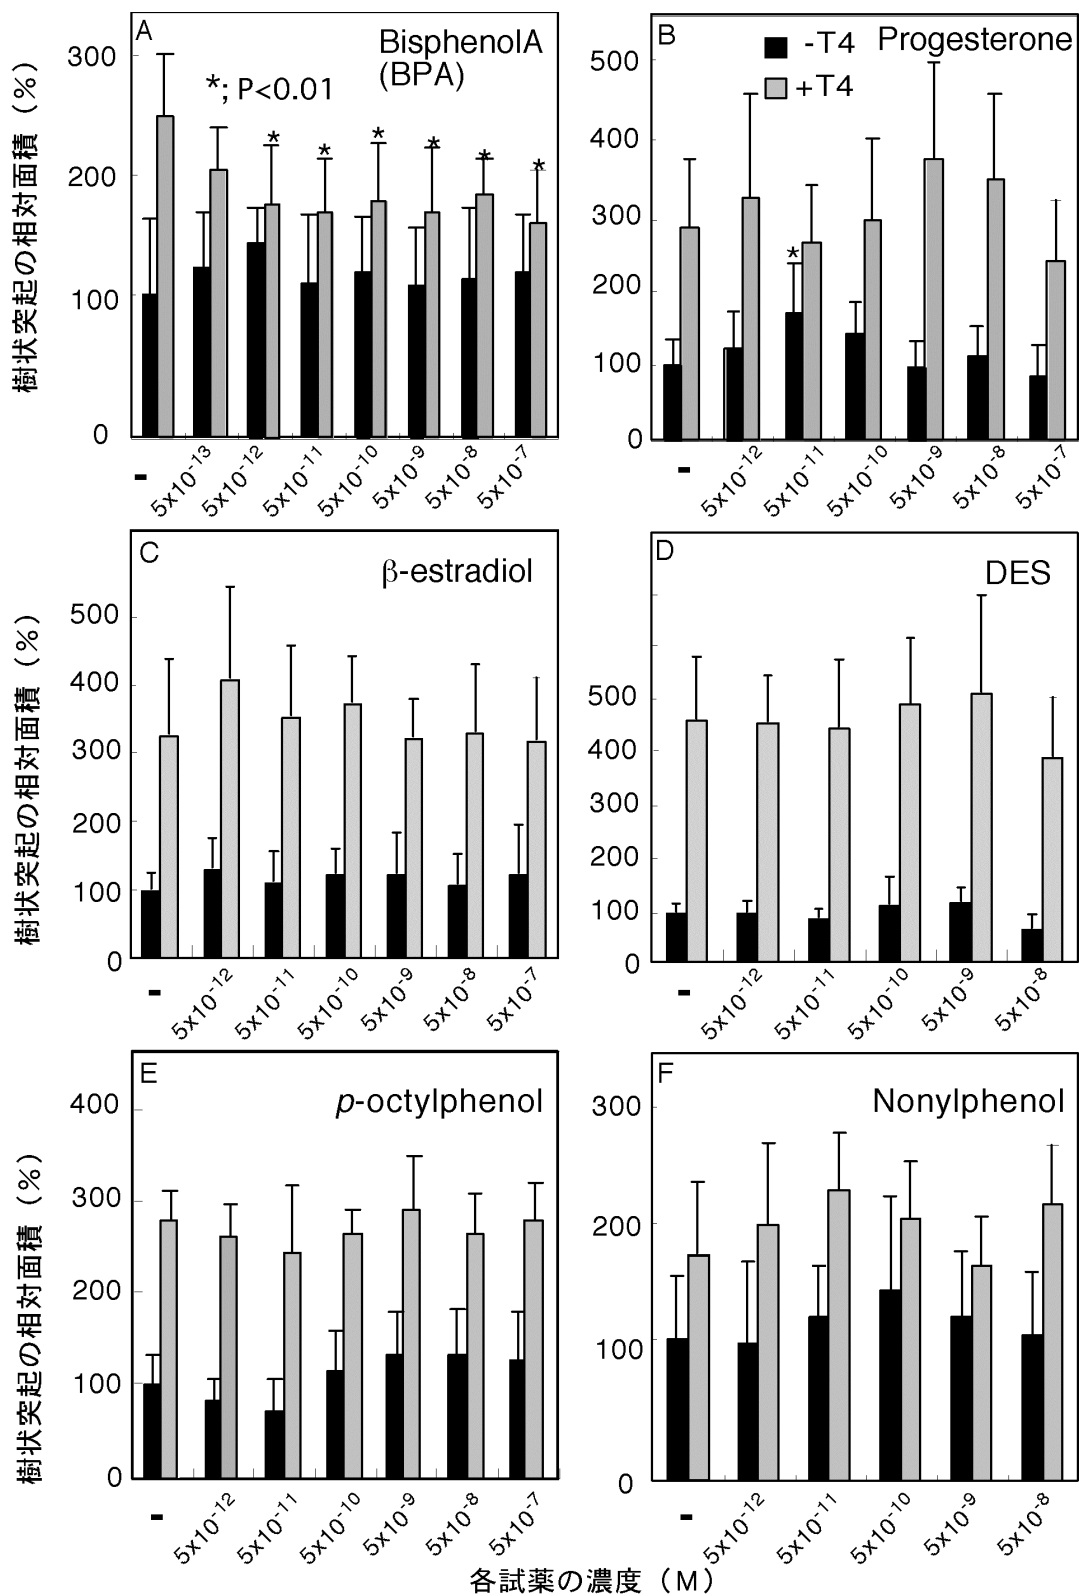 A
BisphenolA
(BPA)
*; P<0.01
樹状突起の相対面積（%）
300
200
100
0
* * * * * *
- 5x10-13 5x10-12 5x10-11 5x10-10 5x10-9 5x10-8 5x10-7
B
-T4
+T4
Progesterone
500
400
300
200
100
0
*
- 5x10-12 5x10-11 5x10-10 5x10-9 5x10-8 5x10-7
C
β-estradiol
樹状突起の相対面積（%）
500
400
300
200
100
0
- 5x10-12 5x10-11 5x10-10 5x10-9 5x10-8 5x10-7
D
DES
500
400
300
200
100
0
- 5x10-12 5x10-11 5x10-10 5x10-9 5x10-8
E
p-octylphenol
樹状突起の相対面積（%）
400
300
200
100
0
- 5x10-12 5x10-11 5x10-10 5x10-9 5x10-8 5x10-7
F
Nonylphenol
300
200
100
0
- 5x10-12 5x10-11 5x10-10 5x10-9 5x10-8
各試薬の濃度（M）